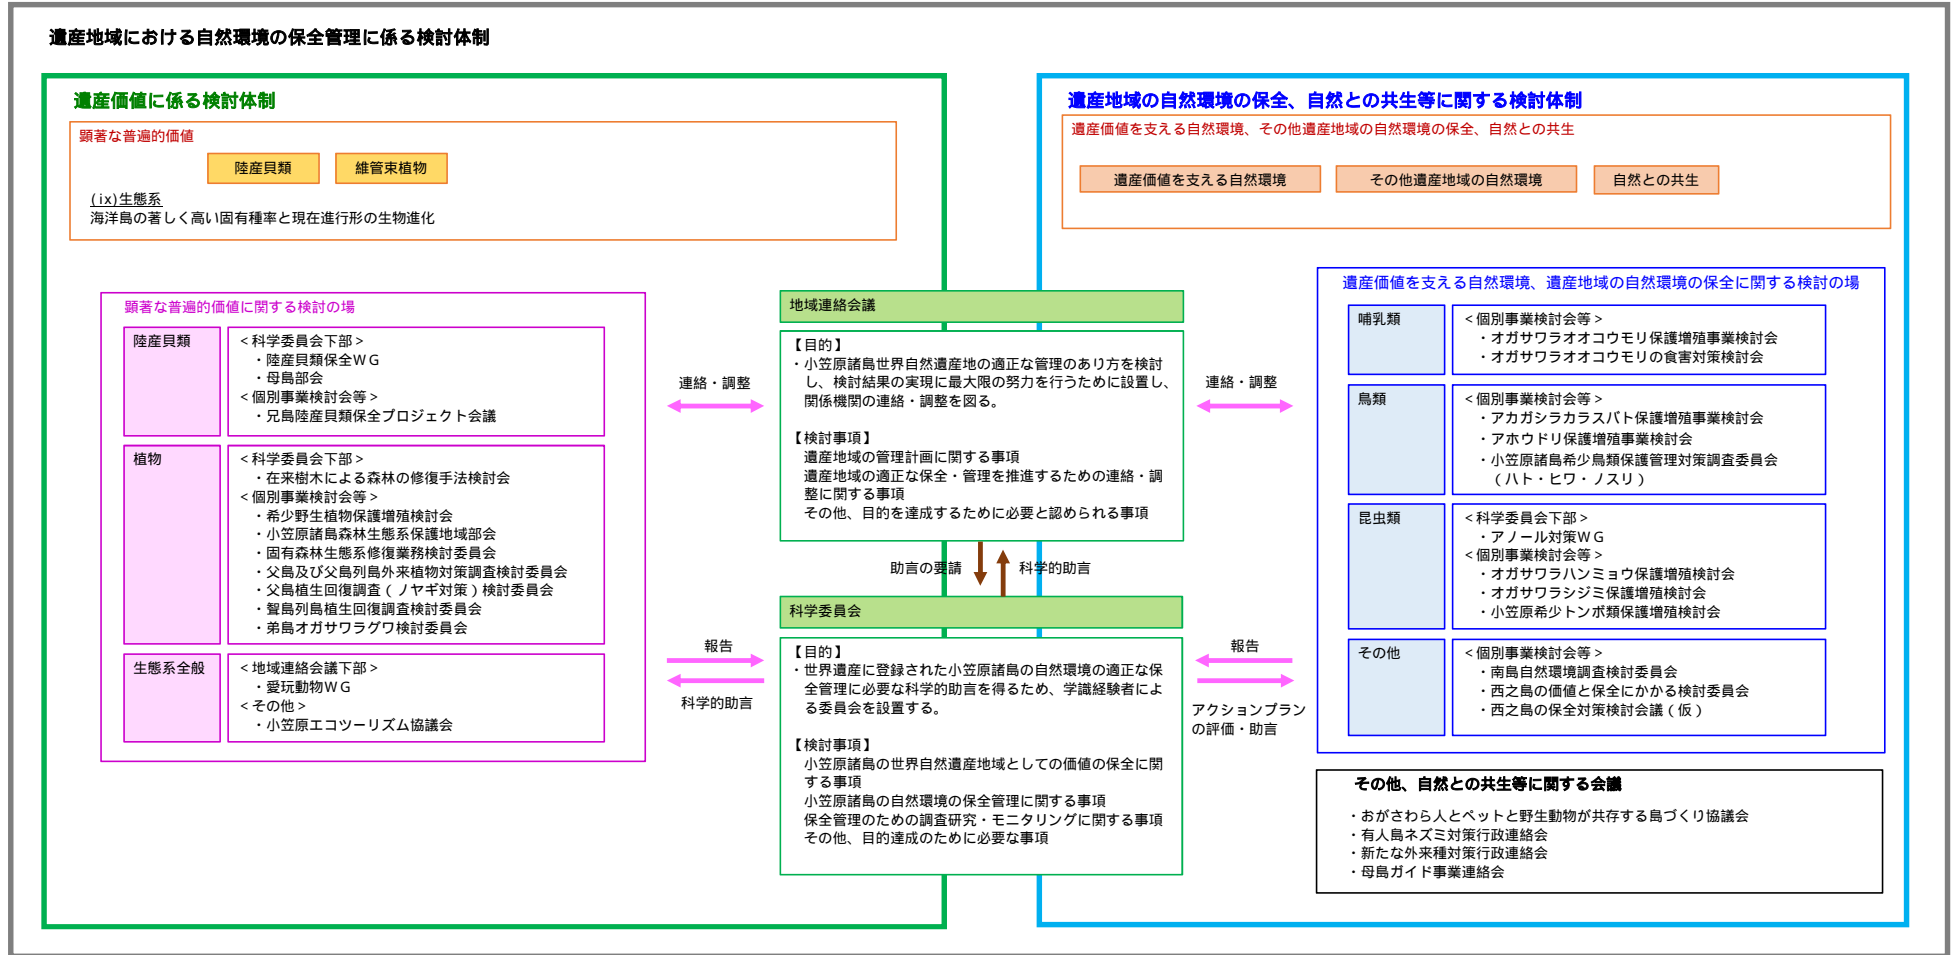 遺産地域における自然環境の保全管理に係る検討体制
遺産価値に係る検討体制
顕著な普遍的価値
陸産貝類
維管束植物
(ix)生態系
海洋島の著しく高い固有種率と現在進行形の生物進化
顕著な普遍的価値に関する検討の場
陸産貝類
<科学委員会下部>
・陸産貝類保全WG
・母島部会
<個別事業検討会等>
・兄島陸産貝類保全プロジェクト会議
植物
<科学委員会下部>
・在来樹木による森林の修復手法検討会
<個別事業検討会等>
・希少野生植物保護増殖検討会
・小笠原諸島森林生態系保護地域部会
・固有森林生態系修復業務検討委員会
・父島及び父島列島外来植物対策調査検討委員会
・父島植生回復調査(ノヤギ対策)検討委員会
・聟島列島植生回復調査検討委員会
・弟島オガサワラグワ検討委員会
生態系全般
<地域連絡会議下部>
・愛玩動物WG
<その他>
・小笠原エコツーリズム協議会
連絡・調整
報告
科学的助言
地域連絡会議
【目的】
・小笠原諸島世界自然遺産地の適正な管理のあり方を検討
し、検討結果の実現に最大限の努力を行うために設置し、
関係機関の連絡・調整を図る。
【検討事項】
遺産地域の管理計画に関する事項
遺産地域の適正な保全・管理を推進するための連絡・調
整に関する事項
その他、目的を達成するために必要と認められる事項
助言の要請
科学的助言
科学委員会
【目的】
・世界遺産に登録された小笠原諸島の自然環境の適正な保
全管理に必要な科学的助言を得るため、学識経験者によ
る委員会を設置する。
【検討事項】
小笠原諸島の世界自然遺産地域としての価値の保全に関
する事項
小笠原諸島の自然環境の保全管理に関する事項
保全管理のための調査研究・モニタリングに関する事項
その他、目的達成のために必要な事項
連絡・調整
報告
アクションプラン
の評価・助言
遺産地域の自然環境の保全、自然との共生等に関する検討体制
遺産価値を支える自然環境、その他遺産地域の自然環境の保全、自然との共生
遺産価値を支える自然環境
その他遺産地域の自然環境
自然との共生
遺産価値を支える自然環境、遺産地域の自然環境の保全に関する検討の場
哺乳類
<個別事業検討会等>
・オガサワラオオコウモリ保護増殖事業検討会
・オガサワラオオコウモリの食害対策検討会
鳥類
<個別事業検討会等>
・アカガシラカラスバト保護増殖事業検討会
・アホウドリ保護増殖事業検討会
・小笠原諸島希少鳥類保護管理対策調査委員会
(ハト・ヒワ・ノスリ)
昆虫類
<科学委員会下部>
・アノール対策WG
<個別事業検討会等>
・オガサワラハンミョウ保護増殖検討会
・オガサワラシジミ保護増殖検討会
・小笠原希少トンボ類保護増殖検討会
その他
<個別事業検討会等>
・南島自然環境調査検討委員会
・西之島の価値と保全にかかる検討委員会
・西之島の保全対策検討会議(仮)
その他、自然との共生等に関する会議
・おがさわら人とペットと野生動物が共存する島づくり協議会
・有人島ネズミ対策行政連絡会
・新たな外来種対策行政連絡会
・母島ガイド事業連絡会